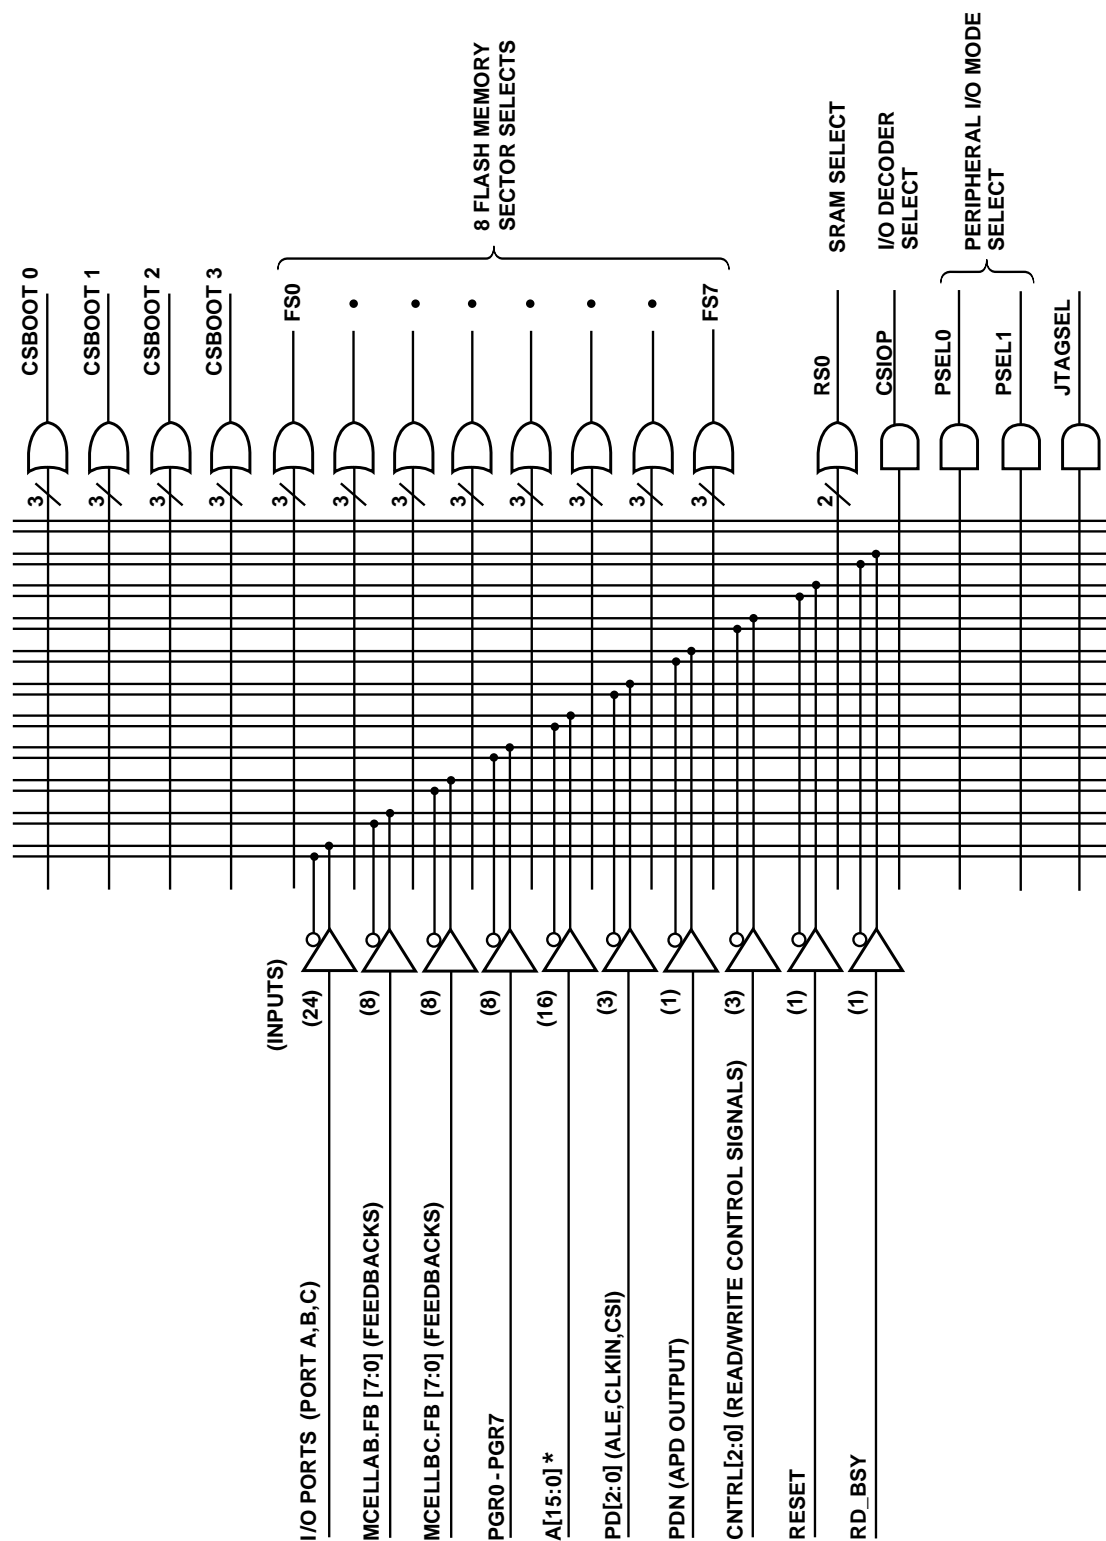 (INPUTS)
I/O PORTS (PORT A,B,C)
(24)
MCELLAB.FB [7:0] (FEEDBACKS)
(8)
MCELLBC.FB [7:0] (FEEDBACKS)
(8)
PGR0 - PGR7
(8)
A[15:0] *
(16)
PD[2:0] (ALE,CLKIN,CSI)
(3)
PDN (APD OUTPUT)
(1)
CNTRL[2:0] (READ/WRITE CONTROL SIGNALS)
(3)
RESET
(1)
RD_BSY
(1)
3
CSBOOT 0
3
CSBOOT 1
3
CSBOOT 2
3
CSBOOT 3
3
FS0
3
3
3
3
3
3
3
FS7
8 FLASH MEMORY
SECTOR SELECTS
2
RS0
SRAM SELECT
CSIOP
I/O DECODER
SELECT
PSEL0
PSEL1
PERIPHERAL I/O MODE
SELECT
JTAGSEL